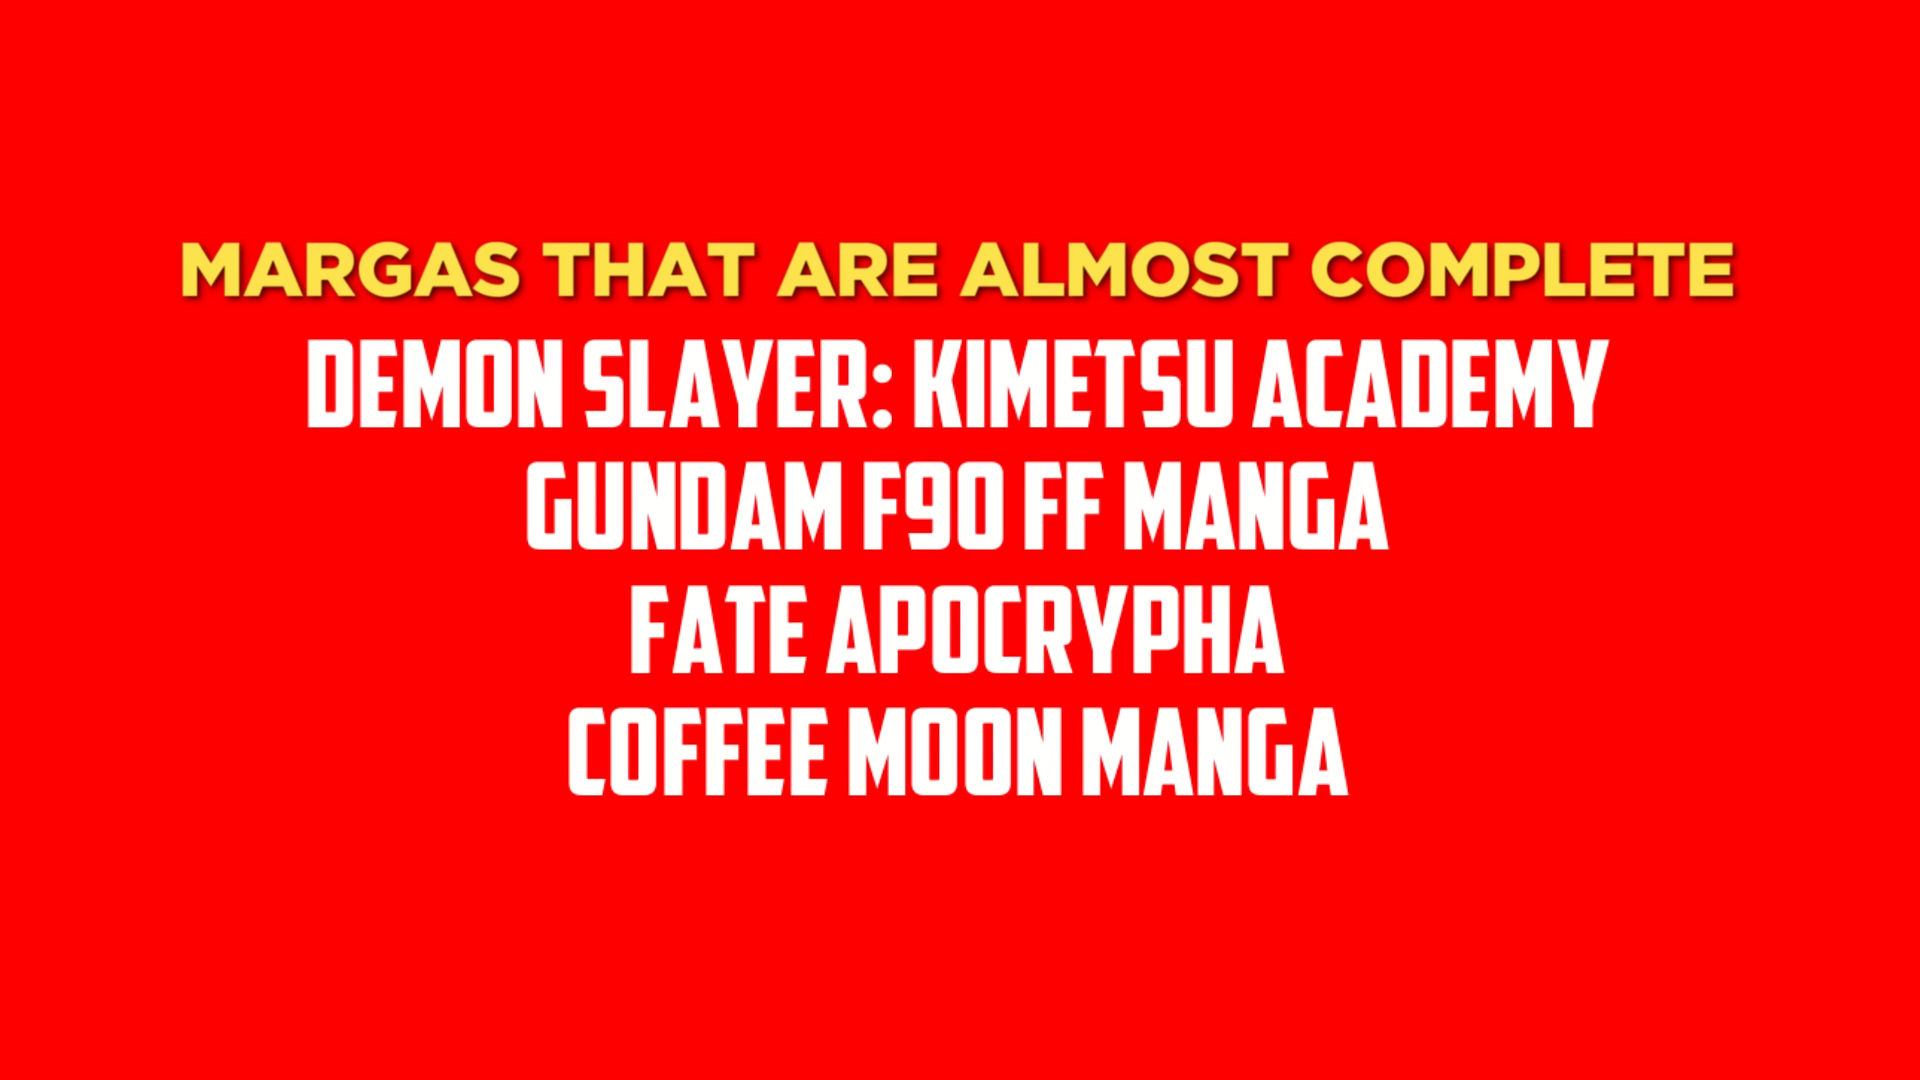 MARGAS THAT ARE ALMOST COMPLETE
DEMON SLAYER: KIMETSU ACADEMY
GUNDAM F90 FF MANGA
FATE APOCRYPHA
COFFEE MOON MANGA